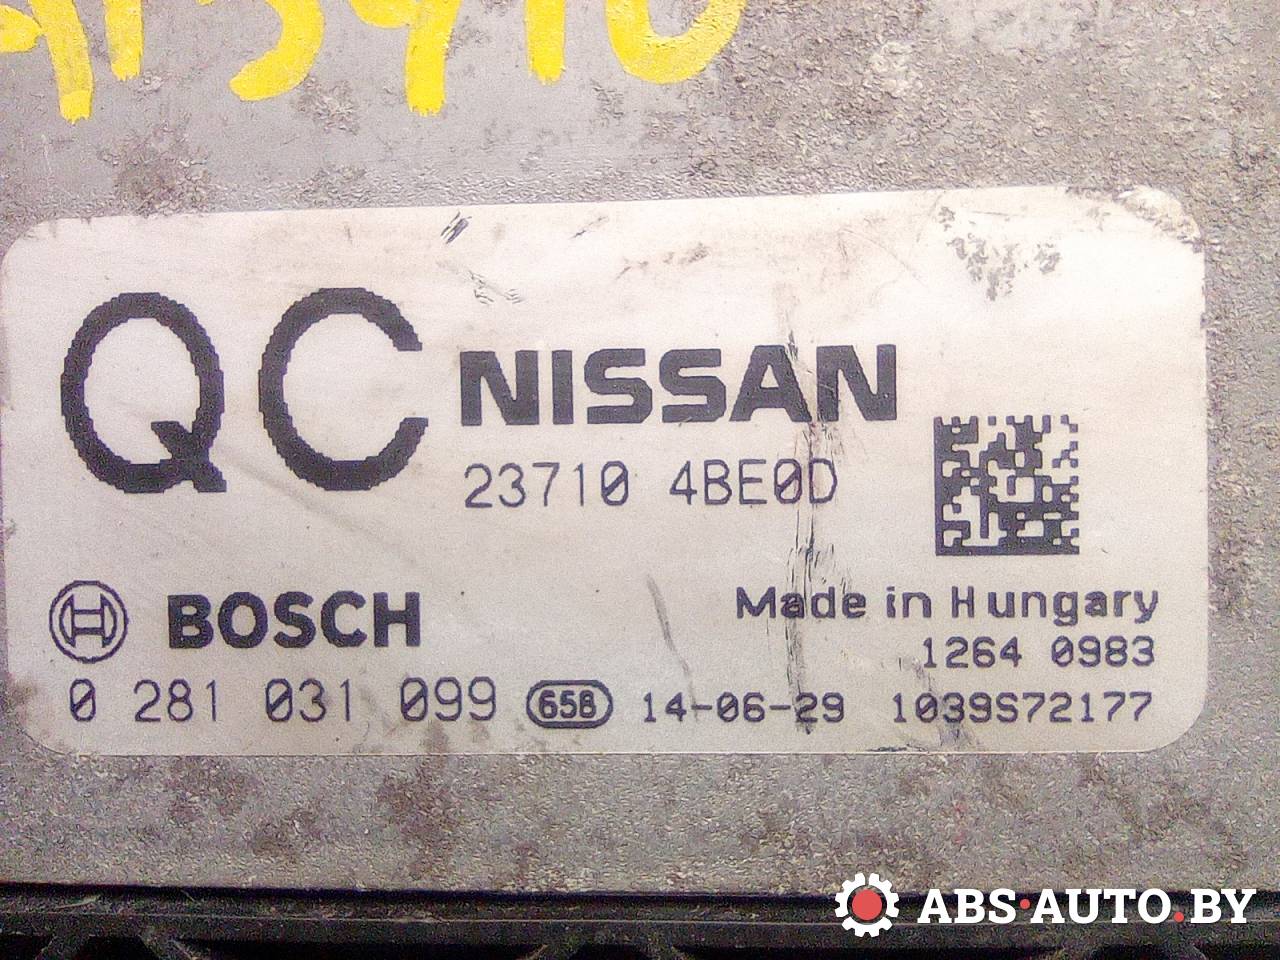 QC NISSAN
23710 4BE0D
BOSCH
Made in Hungary
1264 0983
0 281 031 099 65B 14-06-29 1039S72177
ABS·AUTO.BY